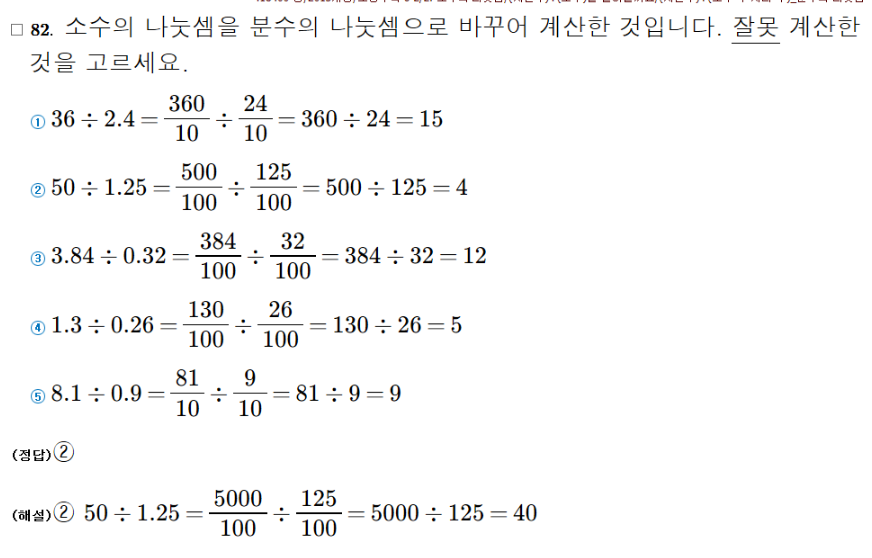 □ 82. 소수의 나눗셈을 분수의 나눗셈으로 바꾸어 계산한 것입니다. 잘못 계산한
것을 고르세요.
① 36 ÷ 2.4 = 360/10 ÷ 24/10 = 360 ÷ 24 = 15
② 50 ÷ 1.25 = 500/100 ÷ 125/100 = 500 ÷ 125 = 4
③ 3.84 ÷ 0.32 = 384/100 ÷ 32/100 = 384 ÷ 32 = 12
④ 1.3 ÷ 0.26 = 130/100 ÷ 26/100 = 130 ÷ 26 = 5
⑤ 8.1 ÷ 0.9 = 81/10 ÷ 9/10 = 81 ÷ 9 = 9
(정답)②
(해설)② 50 ÷ 1.25 = 5000/100 ÷ 125/100 = 5000 ÷ 125 = 40